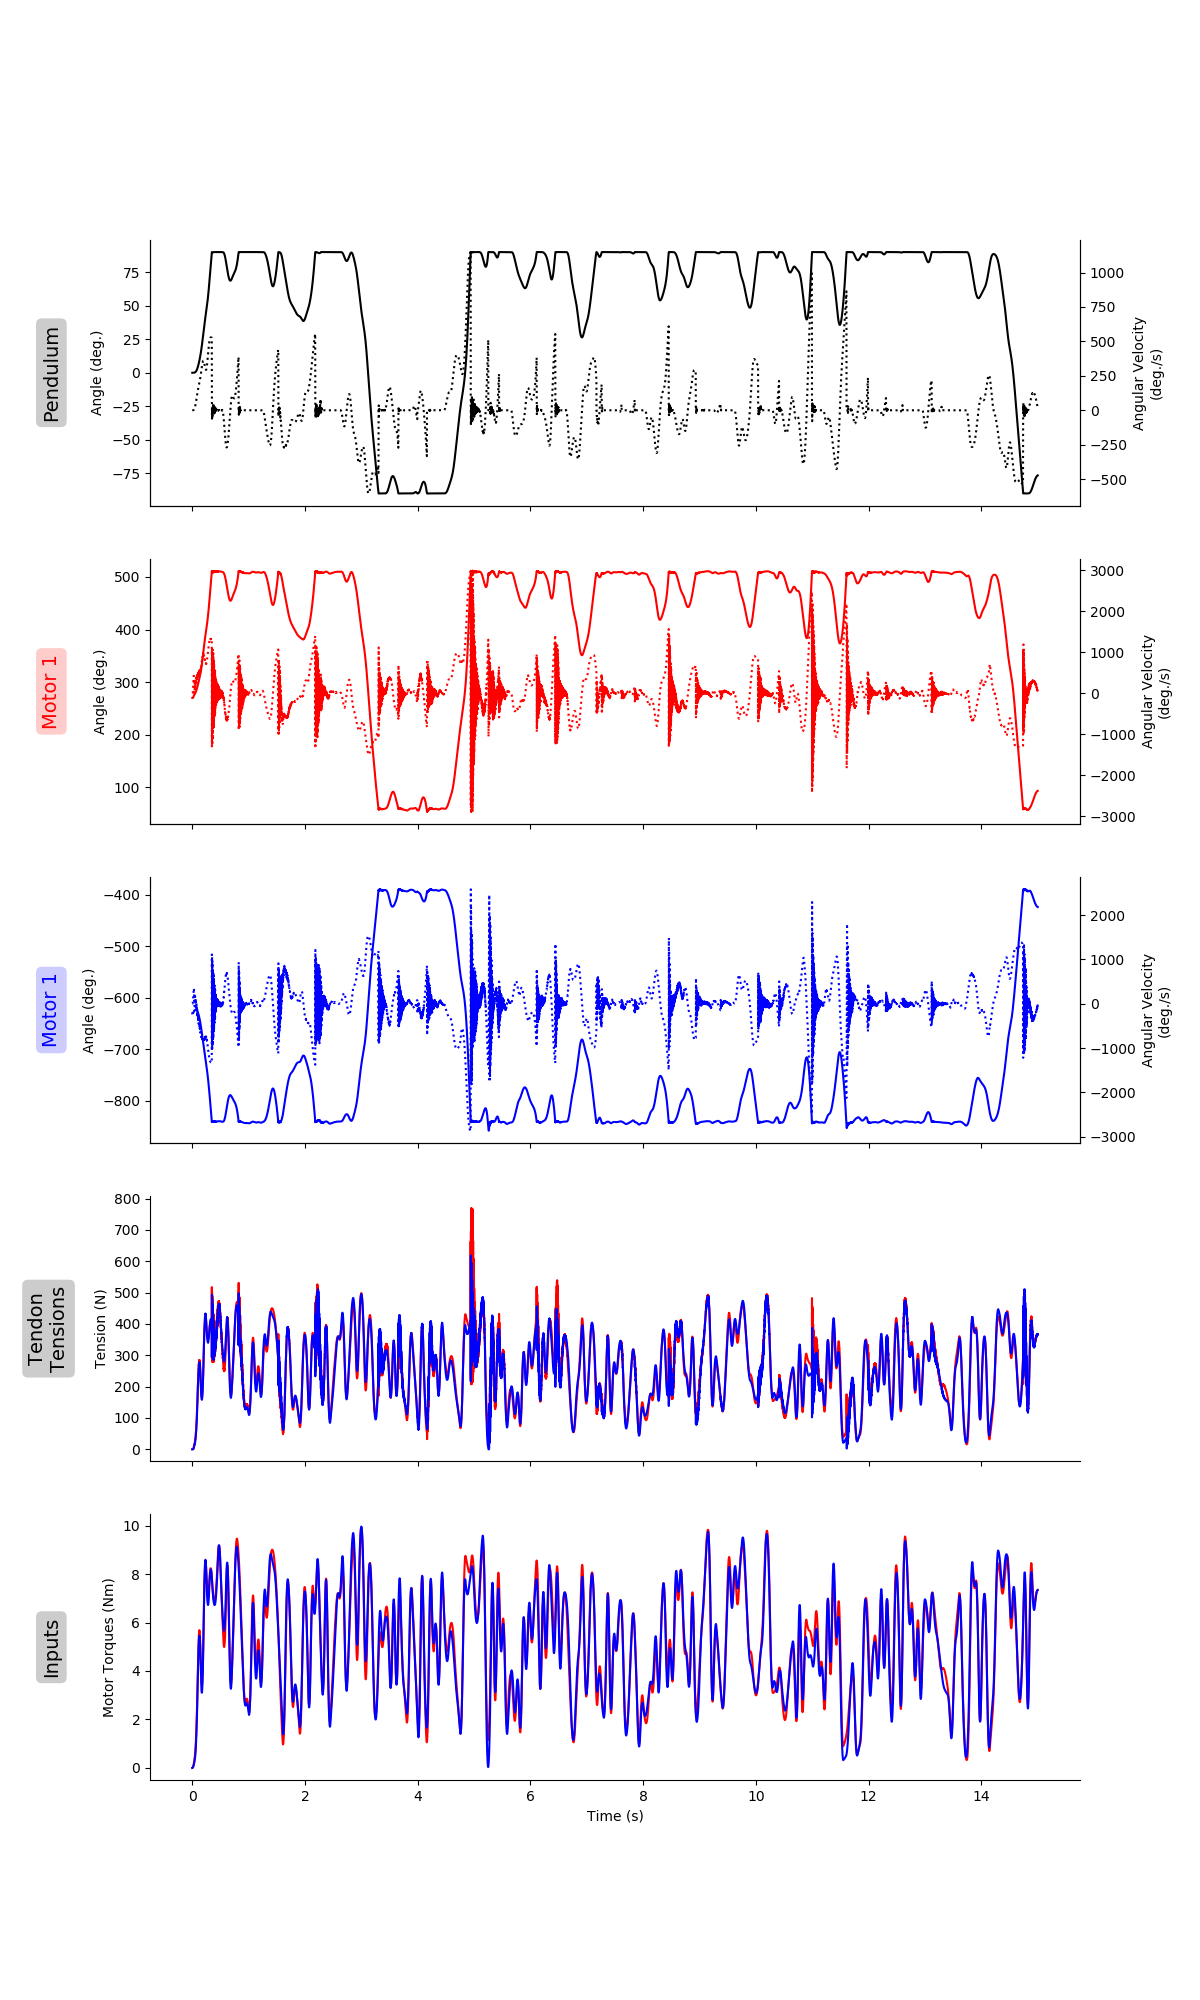 Pendulum
Angle (deg.)
75
50
25
0
−25
−50
−75
1000
750
500
250
0
−250
−500
Angular Velocity
(deg./s)
Motor 1
Angle (deg.)
500
400
300
200
100
3000
2000
1000
0
−1000
−2000
−3000
Angular Velocity
(deg./s)
Motor 1
Angle (deg.)
−400
−500
−600
−700
−800
2000
1000
0
−1000
−2000
−3000
Angular Velocity
(deg./s)
Tendon
Tensions
Tension (N)
800
700
600
500
400
300
200
100
0
Inputs
Motor Torques (Nm)
10
8
6
4
2
0
0 2 4 6 8 10 12 14
Time (s)